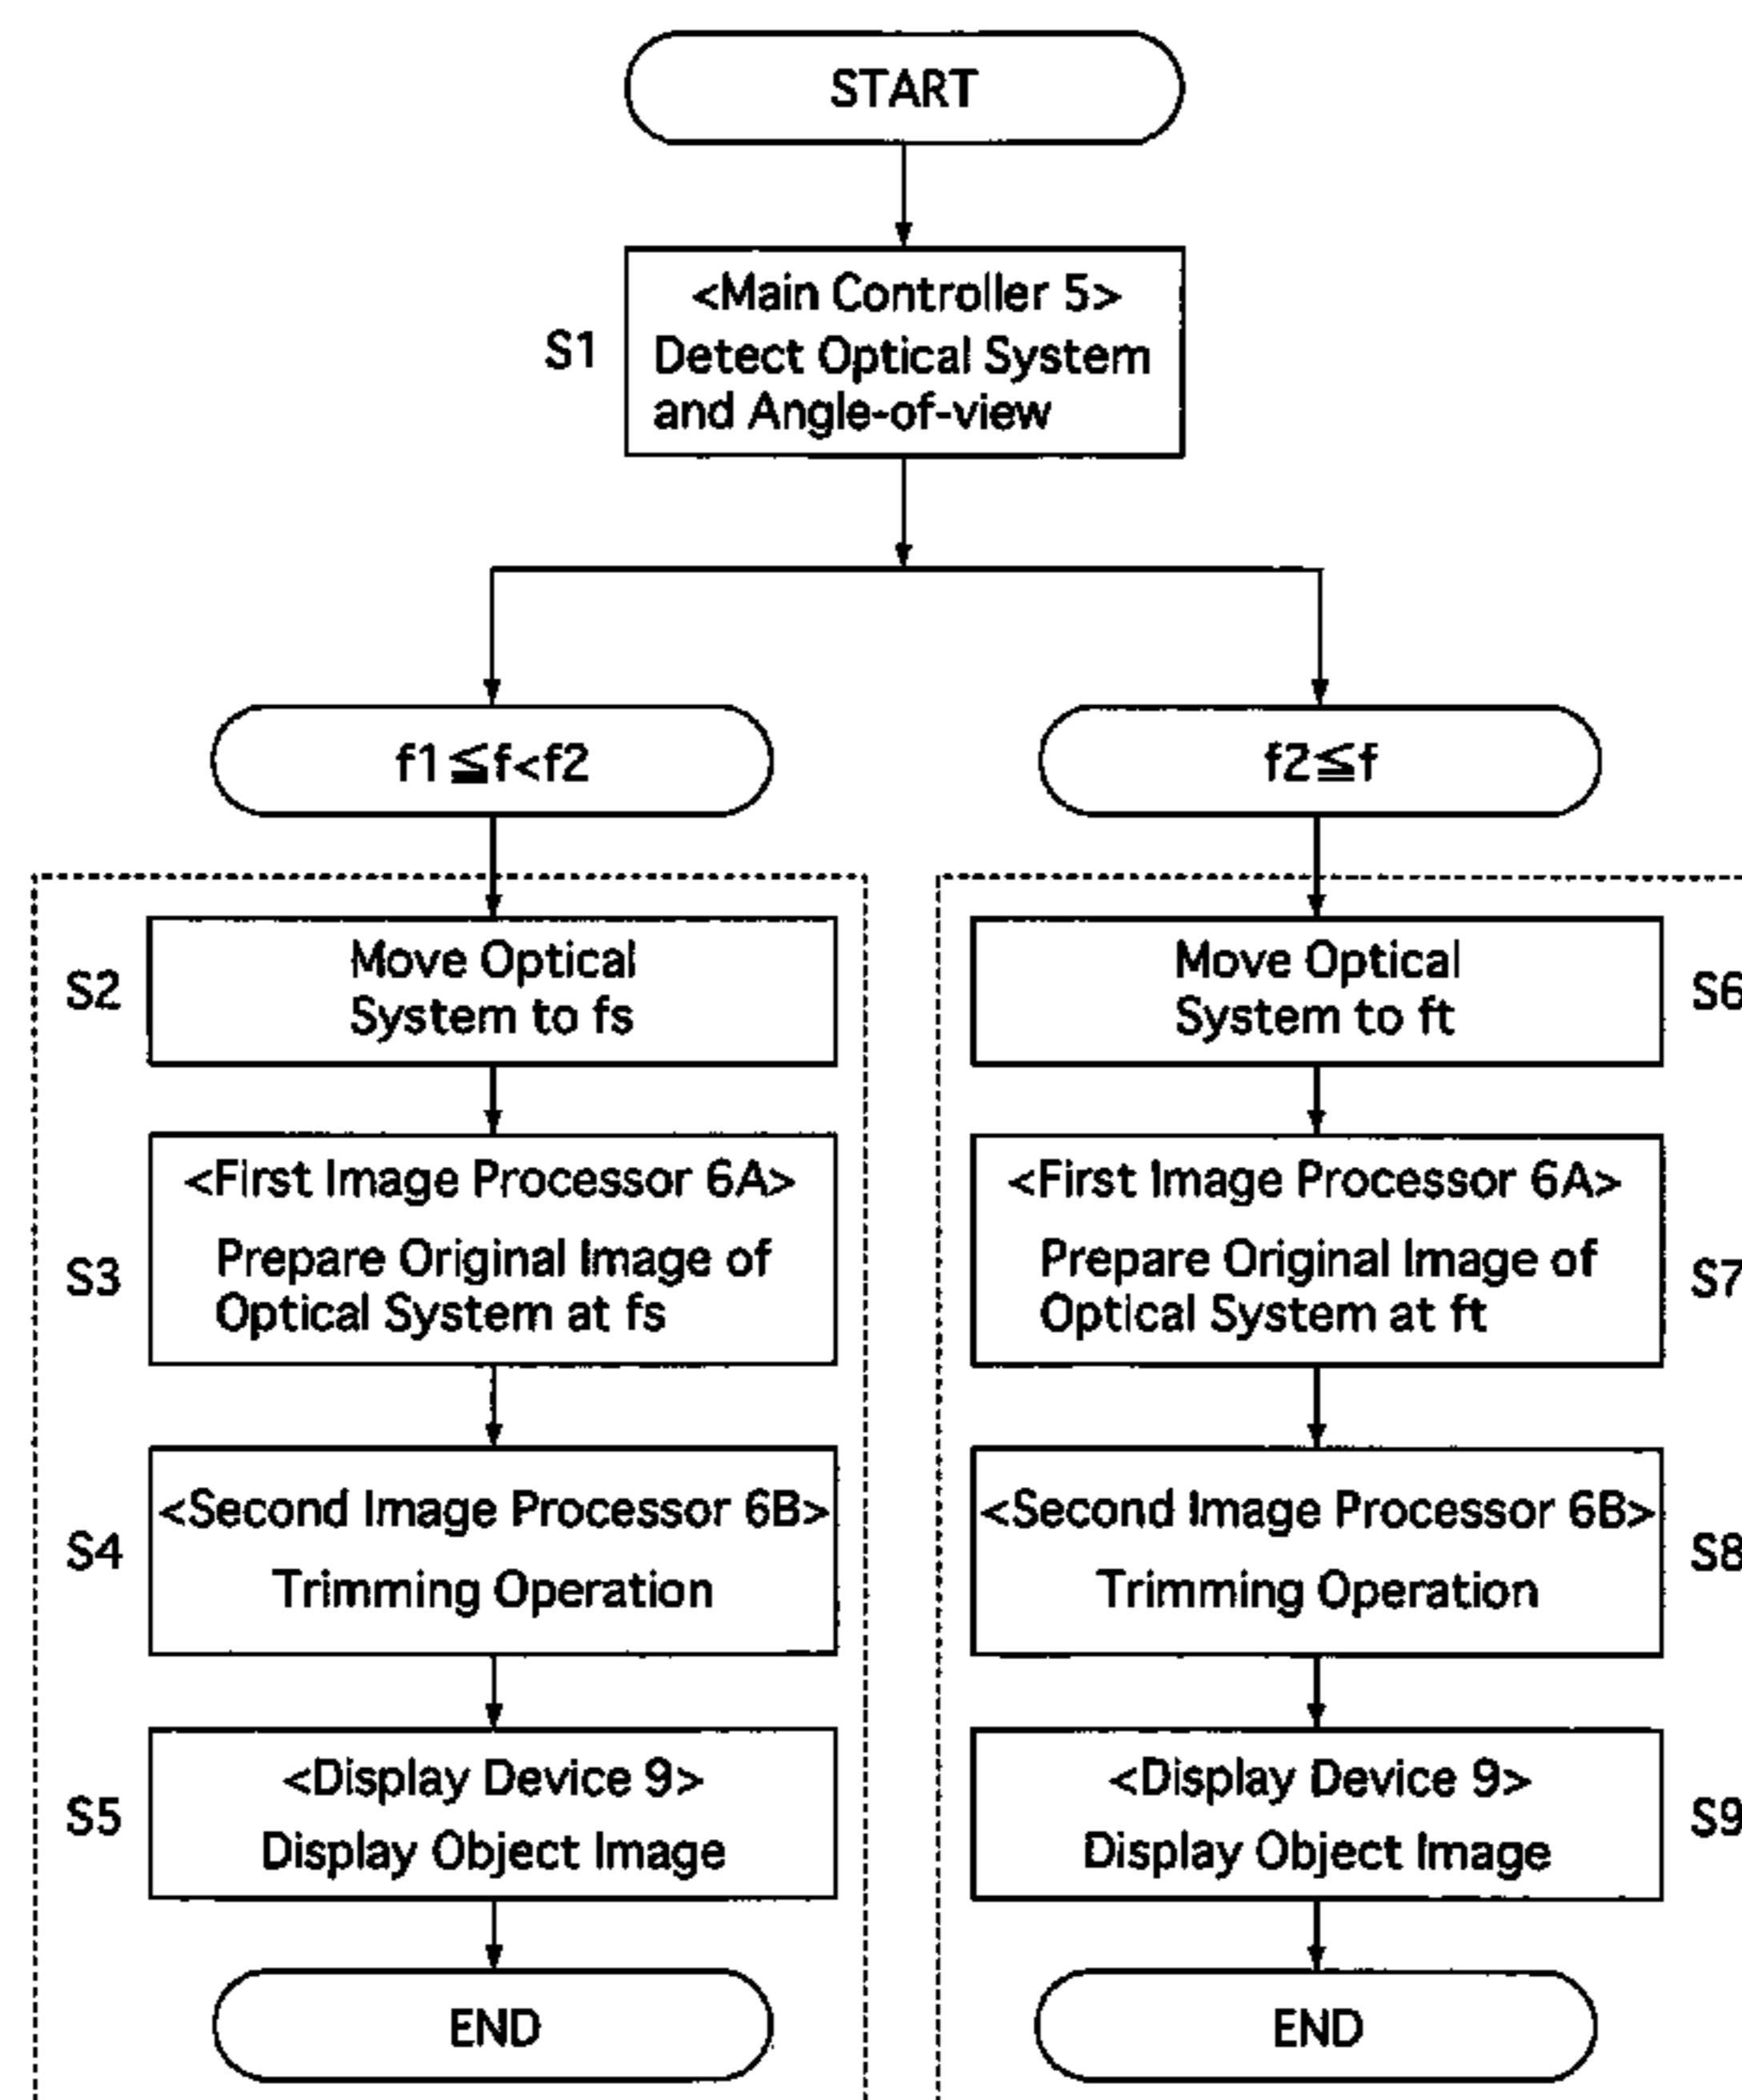 START
<Main Controller 5>
S1
Detect Optical System
and Angle-of-view
f1≦f<f2
f2≦f
S2
Move Optical
System to fs
S6
Move Optical
System to ft
S3
<First Image Processor 6A>
Prepare Original Image of
Optical System at fs
S7
<First Image Processor 6A>
Prepare Original Image of
Optical System at ft
S4
<Second Image Processor 6B>
Trimming Operation
S8
<Second Image Processor 6B>
Trimming Operation
S5
<Display Device 9>
Display Object Image
S9
<Display Device 9>
Display Object Image
END
END